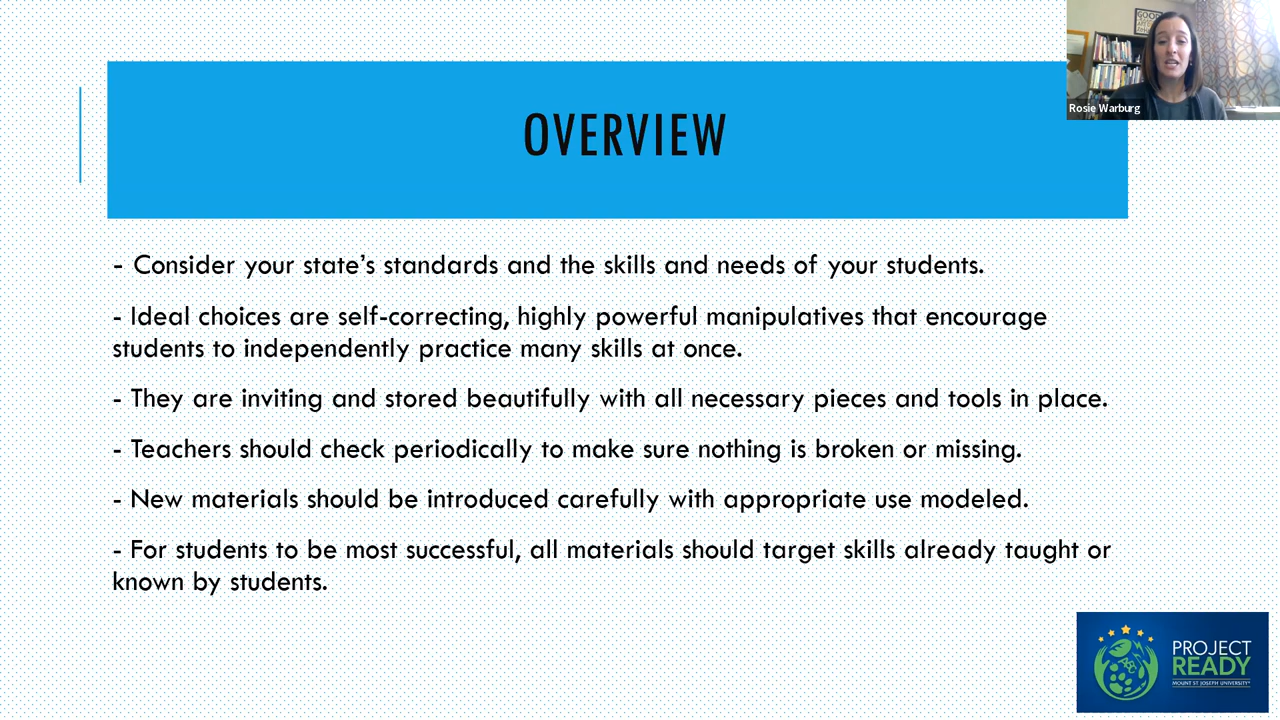 GOOD
Rosie Warburg
OVERVIEW
- Consider your state’s standards and the skills and needs of your students.
- Ideal choices are self-correcting, highly powerful manipulatives that encourage
students to independently practice many skills at once.
- They are inviting and stored beautifully with all necessary pieces and tools in place.
- Teachers should check periodically to make sure nothing is broken or missing.
- New materials should be introduced carefully with appropriate use modeled.
- For students to be most successful, all materials should target skills already taught or
known by students.
PROJECT
READY
MOUNT ST. JOSEPH UNIVERSITY